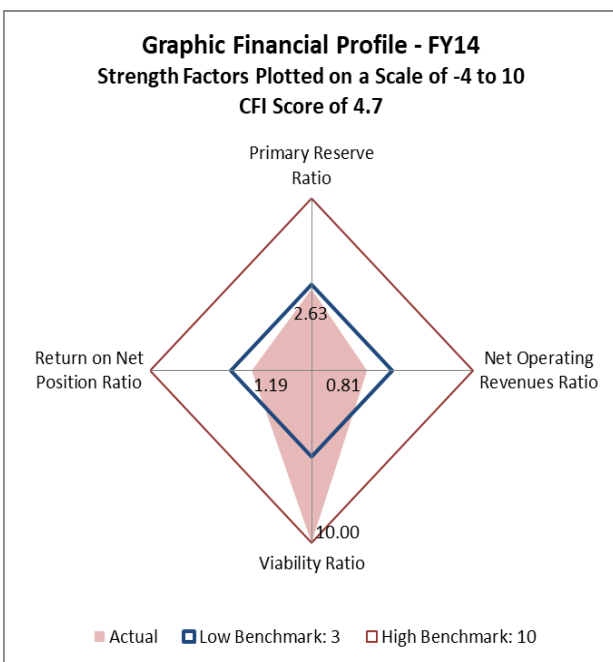 Graphic Financial Profile - FY14
Strength Factors Plotted on a Scale of -4 to 10
CFI Score of 4.7
Primary Reserve
Ratio
2.63
Return on Net
Position Ratio
1.19
0.81
Net Operating
Revenues Ratio
10.00
Viability Ratio
Actual
Low Benchmark: 3
High Benchmark: 10